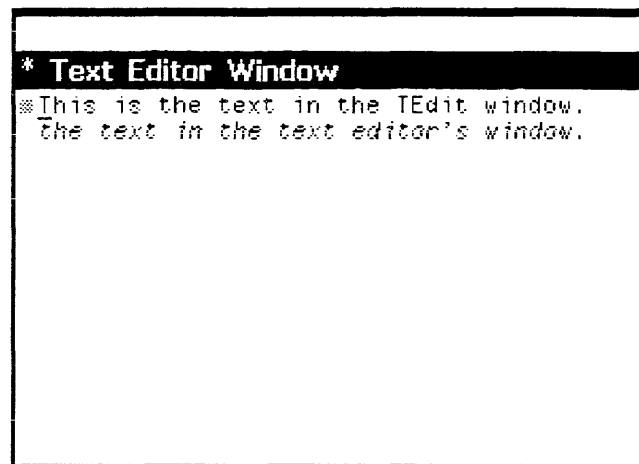 * Text Editor Window
This is the text in the TEdit window.
the text in the text editor's window.